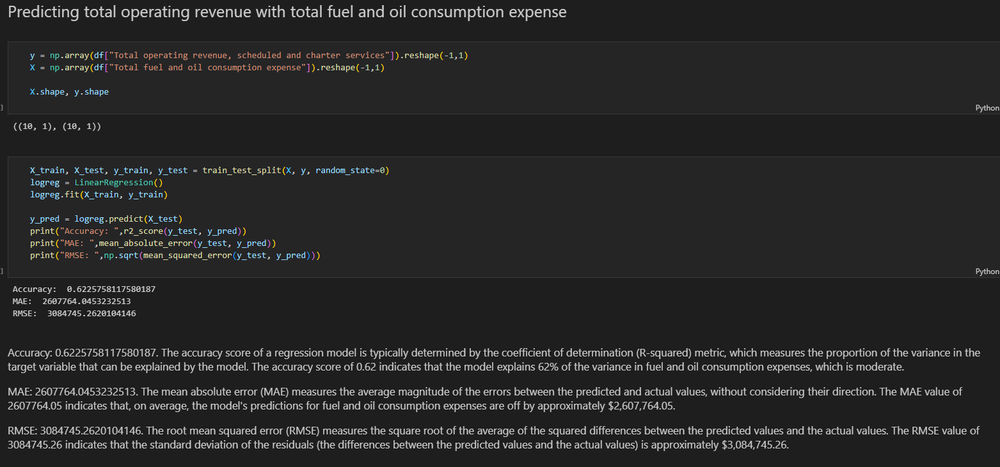 Predicting total operating revenue with total fuel and oil consumption expense
y = np.array(df["Total operating revenue, scheduled and charter services"]).reshape(-1,1)
X = np.array(df["Total fuel and oil consumption expense"]).reshape(-1,1)
X.shape, y.shape
]
Python
((10, 1), (10, 1))
X_train, X_test, y_train, y_test = train_test_split(X, y, random_state=0)
logreg = LinearRegression()
logreg.fit(X_train, y_train)
y_pred = logreg.predict(X_test)
print("Accuracy: ",r2_score(y_test, y_pred))
print("MAE: ",mean_absolute_error(y_test, y_pred))
print("RMSE: ",np.sqrt(mean_squared_error(y_test, y_pred)))
]
Python
Accuracy:  0.6225758117580187
MAE:  2607764.0453232513
RMSE:  3084745.2620104146
Accuracy: 0.6225758117580187. The accuracy score of a regression model is typically determined by the coefficient of determination (R-squared) metric, which measures the proportion of the variance in the
target variable that can be explained by the model. The accuracy score of 0.62 indicates that the model explains 62% of the variance in fuel and oil consumption expenses, which is moderate.
MAE: 2607764.0453232513. The mean absolute error (MAE) measures the average magnitude of the errors between the predicted and actual values, without considering their direction. The MAE value of
2607764.05 indicates that, on average, the model's predictions for fuel and oil consumption expenses are off by approximately $2,607,764.05.
RMSE: 3084745.2620104146. The root mean squared error (RMSE) measures the square root of the average of the squared differences between the predicted values and the actual values. The RMSE value of
3084745.26 indicates that the standard deviation of the residuals (the differences between the predicted values and the actual values) is approximately $3,084,745.26.